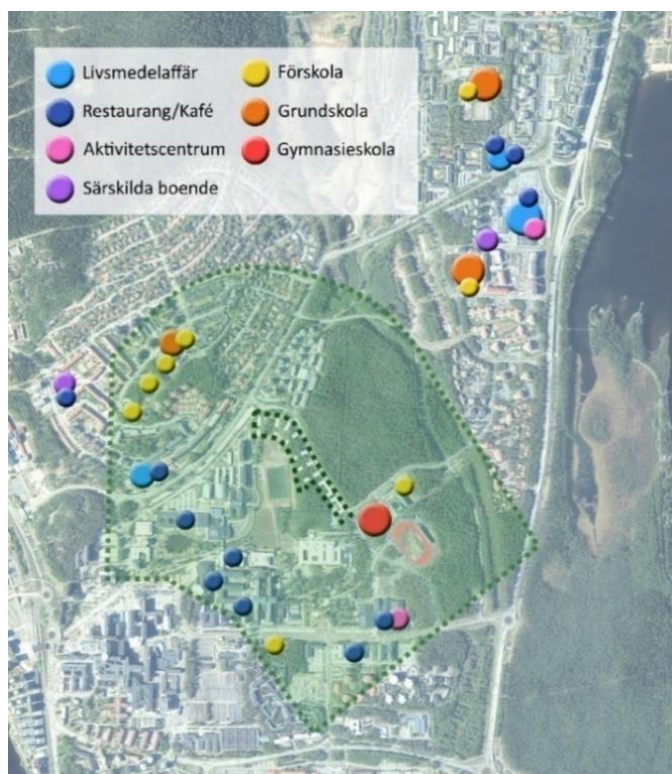 Livsmedelaffär
Förskola
Restaurang/Kafé
Grundskola
Aktivitetscentrum
Gymnasieskola
Särskilda boende